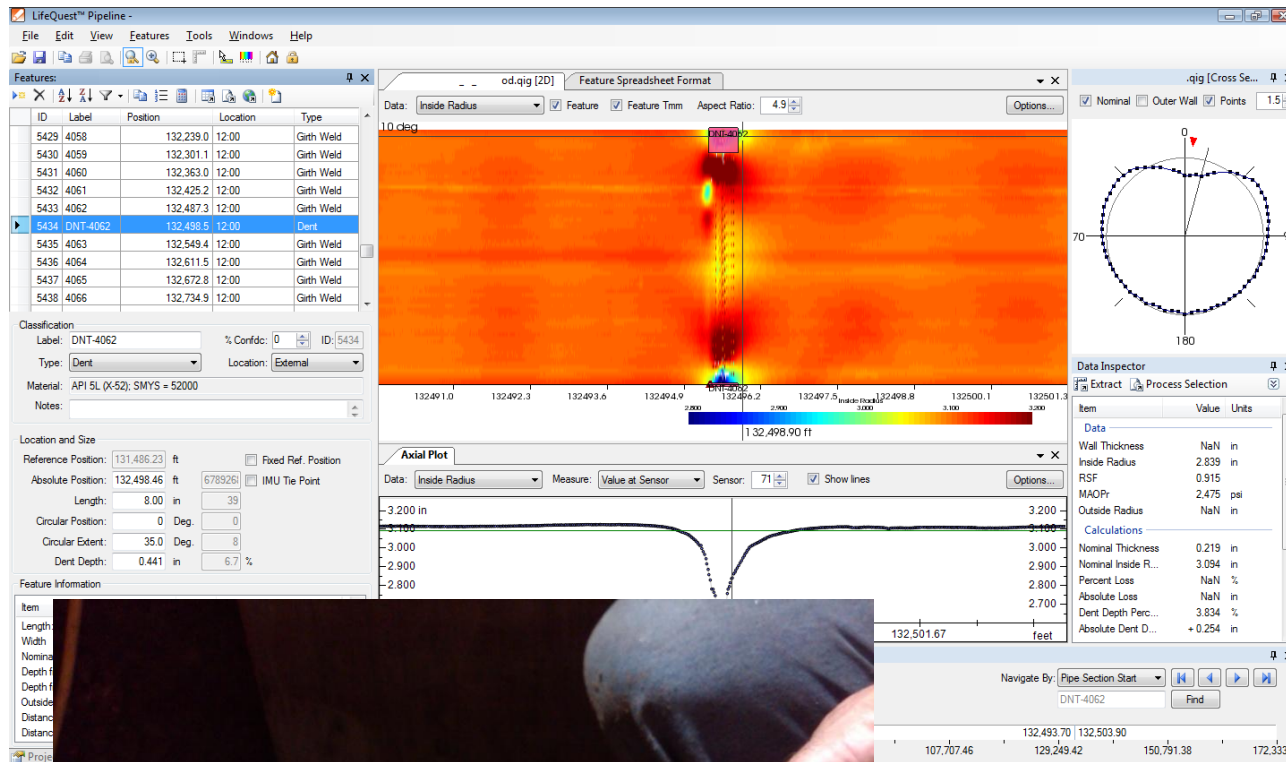 LifeQuest™ Pipeline -
File Edit View Features Tools Windows Help
Features:
ID Label Position Location Type
5429 4058 132,239.0 12:00 Girth Weld
5430 4059 132,301.1 12:00 Girth Weld
5431 4060 132,363.0 12:00 Girth Weld
5432 4061 132,425.2 12:00 Girth Weld
5433 4062 132,487.3 12:00 Girth Weld
5434 DNT-4062 132,498.5 12:00 Dent
5435 4063 132,549.4 12:00 Girth Weld
5436 4064 132,611.5 12:00 Girth Weld
5437 4065 132,672.8 12:00 Girth Weld
5438 4066 132,734.9 12:00 Girth Weld
Classification
Label: DNT-4062 % Confdc: 0 ID: 5434
Type: Dent Location: External
Material: API 5L (X-52); SMYS = 52000
Notes:
Location and Size
Reference Position: 131,486.23 ft Fixed Ref. Position
Absolute Position: 132,498.46 ft 678926 IMU Tie Point
Length: 8.00 in 39
Circular Position: 0 Deg. 0
Circular Extent: 35.0 Deg. 8
Dent Depth: 0.441 in 6.7 %
Feature Information
Item
Length:
Width
Nomina
Depth f
Depth f
Outside
Distanc
Distanc
Proje
od.qig [2D] Feature Spreadsheet Format
Data: Inside Radius Feature Feature Tmm Aspect Ratio: 4.9 Options...
10 deg
DNT-4062
DNT-4062
132491.0 132492.3 132493.6 132494.9 132496.2 132497.5 132498.8 132500.1 132501.3
Inside Radius
2.800 2.900 3.000 3.100 3.200
132,498.90 ft
Axial Plot
Data: Inside Radius Measure: Value at Sensor Sensor: 71 Show lines Options...
3.200 in 3.200
3.100 3.100
3.000 3.000
2.900 2.900
2.800 2.800
2.700
132,501.67 feet
.qig [Cross Se...
Nominal Outer Wall Points 1.5
0
70
180
Data Inspector
Extract Process Selection
Item Value Units
Data
Wall Thickness NaN in
Inside Radius 2.839 in
RSF 0.915
MAOPr 2,475 psi
Outside Radius NaN in
Calculations
Nominal Thickness 0.219 in
Nominal Inside R... 3.094 in
Percent Loss NaN %
Absolute Loss NaN in
Dent Depth Perc... 3.834 %
Absolute Dent D... + 0.254 in
Navigate By: Pipe Section Start
DNT-4062 Find
132,493.70 132,503.90
107,707.46 129,249.42 150,791.38 172,333